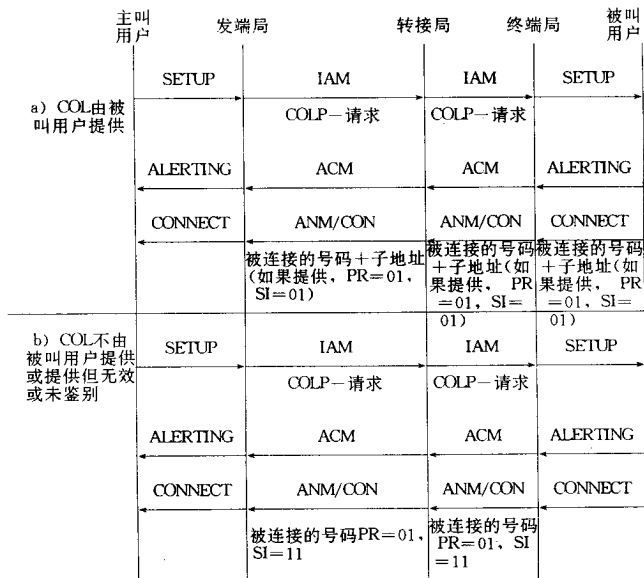 主叫
用户
发端局
转接局
终端局
被叫
用户
a) COL由被
叫用户提供
SETUP
IAM
IAM
SETUP
COLP－请求
COLP－请求
ALERTING
ACM
ACM
ALERTING
CONNECT
ANM/CON
ANM/CON
CONNECT
被连接的号码＋子地址
(如果提供，PR＝01，
SI＝01)
被连接的号码
＋子地址(如
果提供， PR
＝01，SI＝
01)
被连接的号码
＋子地址(如
果提供， PR
＝01，SI＝
01)
b) COL不由
被叫用户提供
或提供但无效
或未鉴别
SETUP
IAM
IAM
SETUP
COLP－请求
COLP－请求
ALERTING
ACM
ACM
ALERTING
CONNECT
ANM/CON
ANM/CON
CONNECT
被连接的号码PR＝01，
SI＝11
被连接的号码
PR＝01，SI
＝11